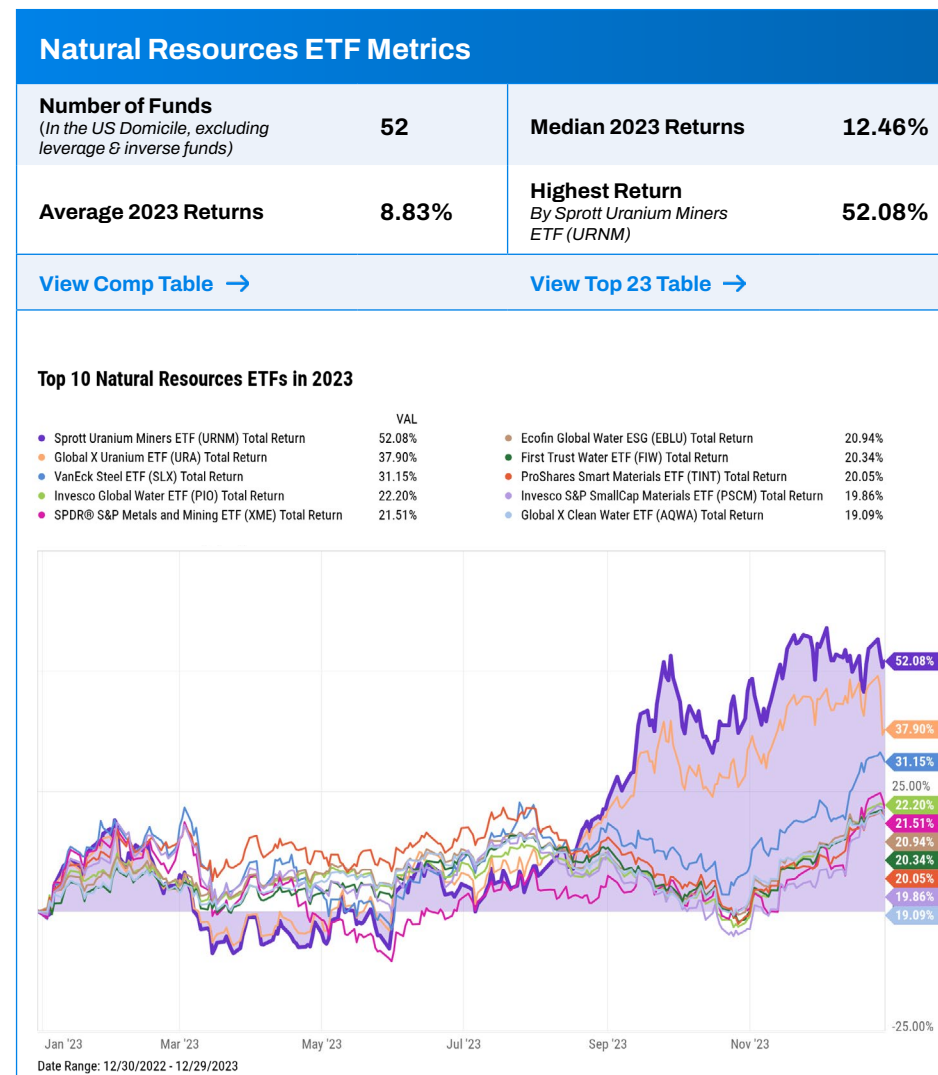 Natural Resources ETF Metrics
Number of Funds
(In the US Domicile, excluding
leverage & inverse funds)
52
Median 2023 Returns
12.46%
Average 2023 Returns
8.83%
Highest Return
By Sprott Uranium Miners
ETF (URNM)
52.08%
View Comp Table →
View Top 23 Table →
Top 10 Natural Resources ETFs in 2023
VAL
Sprott Uranium Miners ETF (URNM) Total Return 52.08%
Global X Uranium ETF (URA) Total Return 37.90%
VanEck Steel ETF (SLX) Total Return 31.15%
Invesco Global Water ETF (PIO) Total Return 22.20%
SPDR® S&P Metals and Mining ETF (XME) Total Return 21.51%
Ecofin Global Water ESG (EBLU) Total Return 20.94%
First Trust Water ETF (FIW) Total Return 20.34%
ProShares Smart Materials ETF (TINT) Total Return 20.05%
Invesco S&P SmallCap Materials ETF (PSCM) Total Return 19.86%
Global X Clean Water ETF (AQWA) Total Return 19.09%
52.08%
37.90%
31.15%
25.00%
22.20%
21.51%
20.94%
20.34%
20.05%
19.86%
19.09%
-25.00%
Jan '23 Mar '23 May '23 Jul '23 Sep '23 Nov '23
Date Range: 12/30/2022 - 12/29/2023